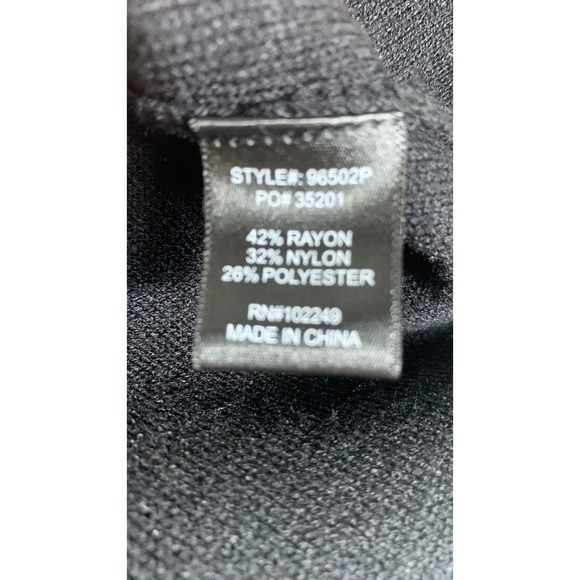 STYLE#: 96502P
PO# 35201
42% RAYON
32% NYLON
26% POLYESTER
RN#102249
MADE IN CHINA